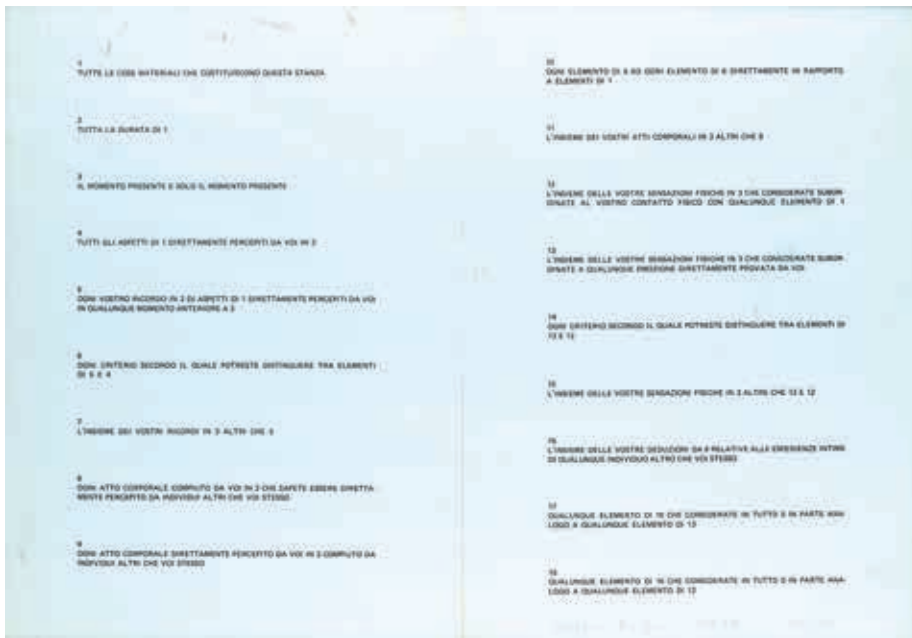 1
TUTTE LE COSE MATERIALI CHE COSTITUISCONO QUESTA STANZA
2
TUTTA LA DURATA DI 1
3
IL MOMENTO PRESENTE E SOLO IL MOMENTO PRESENTE
4
TUTTI GLI ASPETTI DI 1 DIRETTAMENTE PERCEPITI DA VOI IN 3
5
OGNI VOSTRO RICORDO IN 3 DI ASPETTI DI 1 DIRETTAMENTE PERCEPITI DA VOI
IN QUALUNQUE MOMENTO ANTERIORE A 3
6
OGNI CRITERIO SECONDO IL QUALE POTRESTE DISTINGUERE TRA ELEMENTI
DI 5 E 4
7
L'INSIEME DEI VOSTRI RICORDI IN 3 ALTRI CHE 5
8
OGNI ATTO CORPORALE COMPIUTO DA VOI IN 3 CHE SAPETE ESSERE DIRETTA-
MENTE PERCEPITO DA INDIVIDUI ALTRI CHE VOI STESSO
9
OGNI ATTO CORPORALE DIRETTAMENTE PERCEPITO DA VOI IN 3 COMPIUTO DA
INDIVIDUI ALTRI CHE VOI STESSO
10
OGNI ELEMENTO DI 8 ED OGNI ELEMENTO DI 9 DIRETTAMENTE IN RAPPORTO
A ELEMENTI DI 1
11
L'INSIEME DEI VOSTRI ATTI CORPORALI IN 3 ALTRI CHE 8
12
L'INSIEME DELLE VOSTRE SENSAZIONI FISICHE IN 3 CHE CONSIDERATE SUBOR-
DINATE AL VOSTRO CONTATTO FISICO CON QUALUNQUE ELEMENTO DI 1
13
L'INSIEME DELLE VOSTRE SENSAZIONI FISICHE IN 3 CHE CONSIDERATE SUBOR-
DINATE A QUALUNQUE EMOZIONE DIRETTAMENTE PROVATA DA VOI
14
OGNI CRITERIO SECONDO IL QUALE POTRESTE DISTINGUERE TRA ELEMENTI DI
13 E 12
15
L'INSIEME DELLE VOSTRE SENSAZIONI FISICHE IN 3 ALTRI CHE 13 E 12
16
L'INSIEME DELLE VOSTRE DEDUZIONI DA 9 RELATIVE ALLE ESPERIENZE INTIME
DI QUALUNQUE INDIVIDUO ALTRO CHE VOI STESSO
17
QUALUNQUE ELEMENTO DI 16 CHE CONSIDERATE IN TUTTO O IN PARTE ANA-
LOGO A QUALUNQUE ELEMENTO DI 13
18
QUALUNQUE ELEMENTO DI 16 CHE CONSIDERATE IN TUTTO O IN PARTE ANA-
LOGO A QUALUNQUE ELEMENTO DI 12